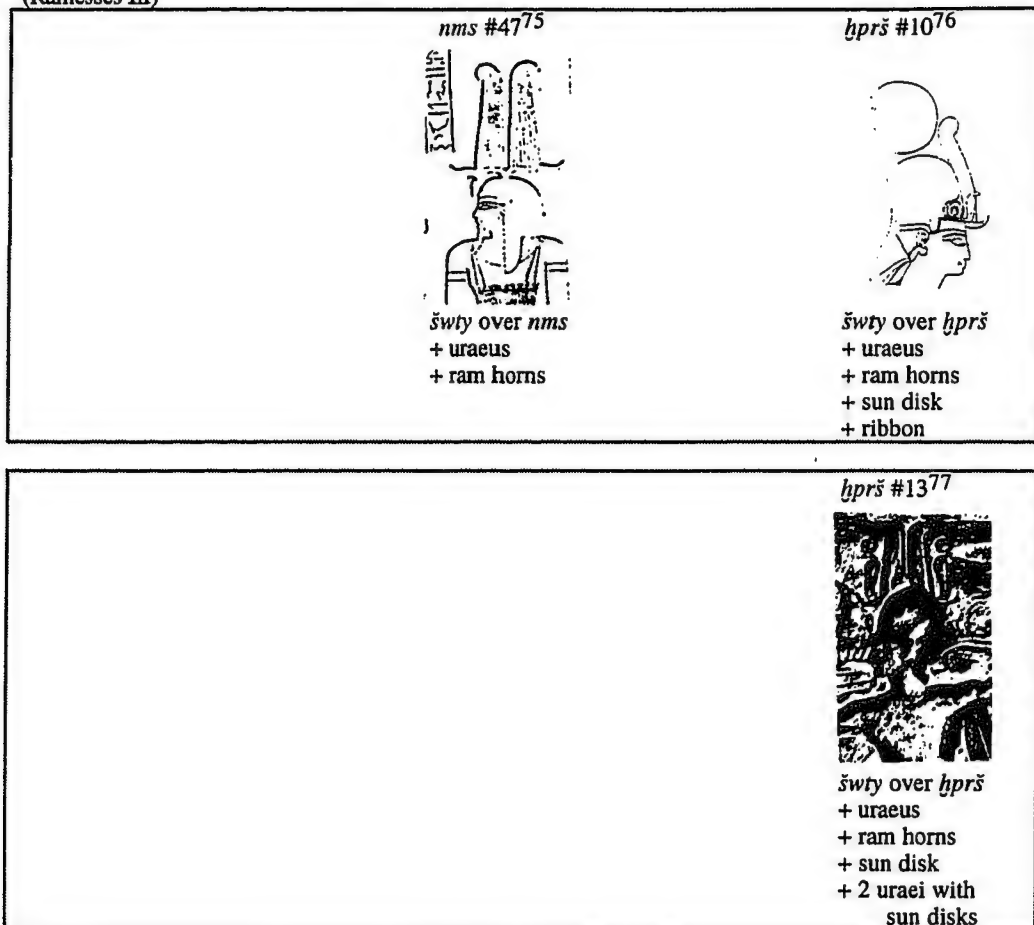 (Ramesses III)
nms #47⁷⁵
šwty over nms
+ uraeus
+ ram horns
ḫprš #10⁷⁶
šwty over ḫprš
+ uraeus
+ ram horns
+ sun disk
+ ribbon
ḫprš #13⁷⁷
šwty over ḫprš
+ uraeus
+ ram horns
+ sun disk
+ 2 uraei with
sun disks